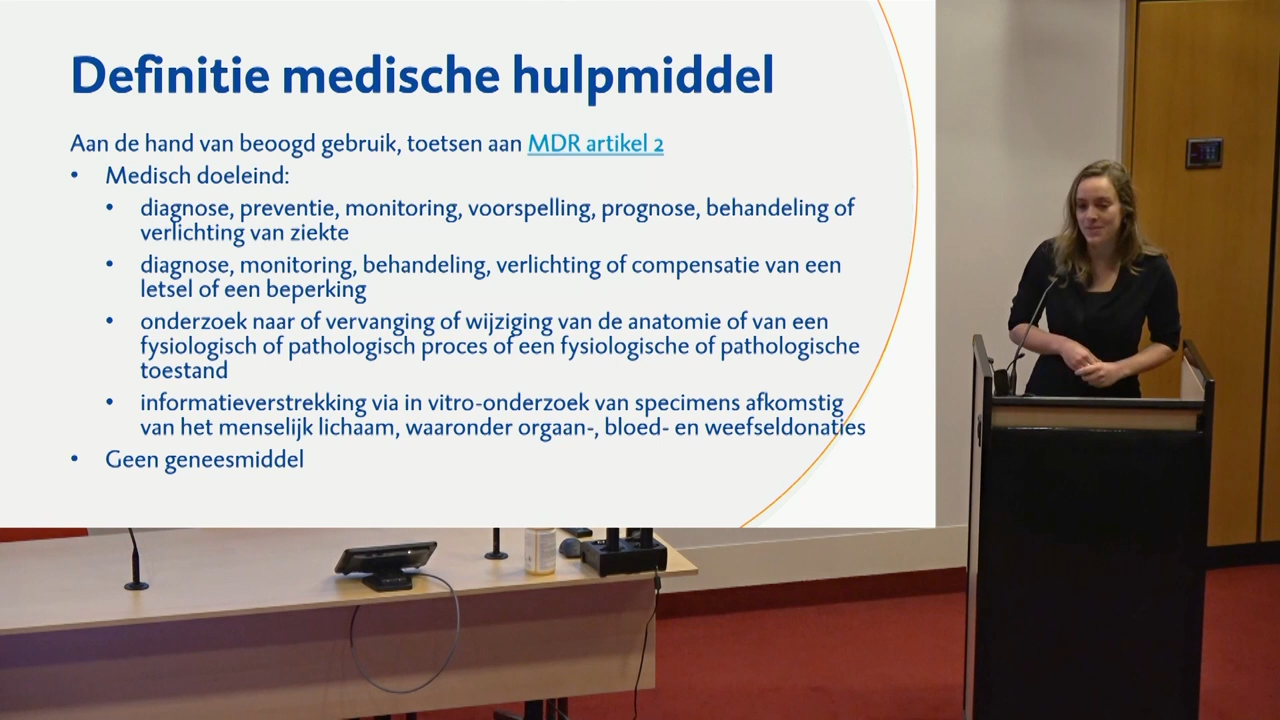 Definitie medische hulpmiddel
Aan de hand van beoogd gebruik, toetsen aan MDR artikel 2
• Medisch doeleind:
• diagnose, preventie, monitoring, voorspelling, prognose, behandeling of
verlichting van ziekte
• diagnose, monitoring, behandeling, verlichting of compensatie van een
letsel of een beperking
• onderzoek naar of vervanging of wijziging van de anatomie of van een
fysiologisch of pathologisch proces of een fysiologische of pathologische
toestand
• informatieverstrekking via in vitro-onderzoek van specimens afkomstig
van het menselijk lichaam, waaronder orgaan-, bloed- en weefseldonaties
• Geen geneesmiddel